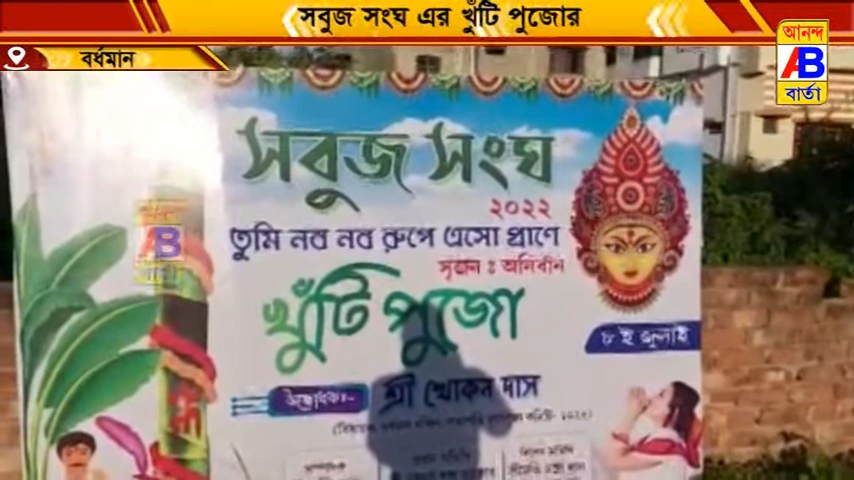 সবুজ সংঘ এর খুঁটি পুজোর
বর্ধমান
আনন্দ
AB
বার্তা
সবুজ সংঘ
২০২২
তুমি নব নব রুপে এসো প্রাণে
সৃজন : অনির্বান
খুঁটি পুজো
৮ ই জুলাই
উদ্বোধক:-
শ্রী খোকন দাস